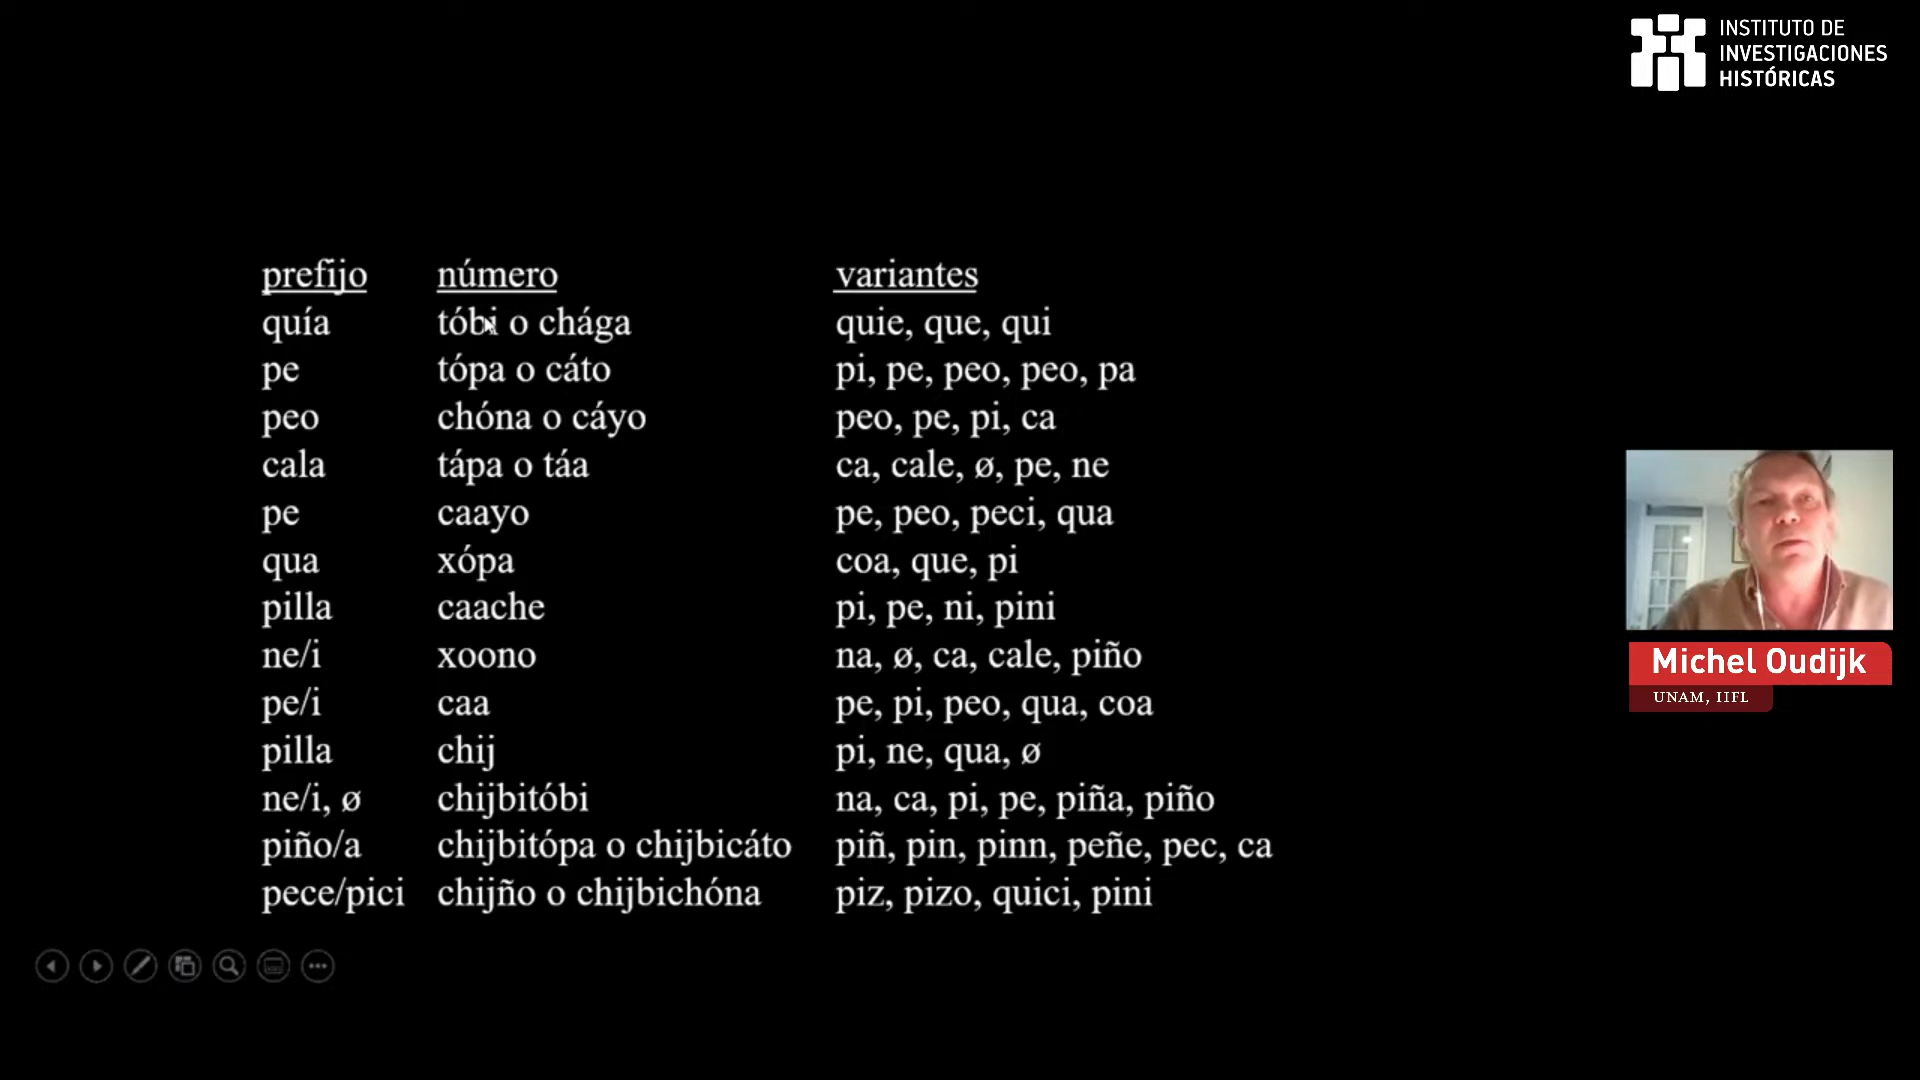 INSTITUTO DE
INVESTIGACIONES
HISTÓRICAS
prefijo número variantes
quía tóbi o chága quie, que, qui
pe tópa o cáto pi, pe, peo, peo, pa
peo chóna o cáyo peo, pe, pi, ca
cala tápa o táa ca, cale, ø, pe, ne
pe caayo pe, peo, peci, qua
qua xópa coa, que, pi
pilla caache pi, pe, ni, pini
ne/i xoono na, ø, ca, cale, piño
pe/i caa pe, pi, peo, qua, coa
pilla chij pi, ne, qua, ø
ne/i, ø chijbitóbi na, ca, pi, pe, piña, piño
piño/a chijbitópa o chijbicáto piñ, pin, pinn, peñe, pec, ca
pece/pici chijño o chijbichóna piz, pizo, quici, pini
Michel Oudijk
UNAM, IIFL